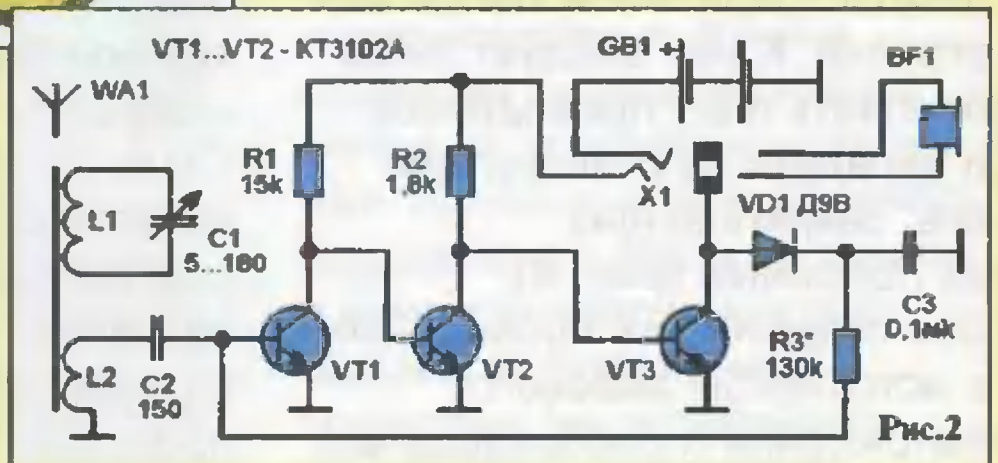 VT1...VT2 - KT3102A
GB1 +
BF1
WA1
R1
15k
R2
1,8k
X1
VD1 Д9В
L1
C1
5...180
L2
C2
150
VT1
VT2
VT3
R3*
130k
C3
0,1мк
Рис.2